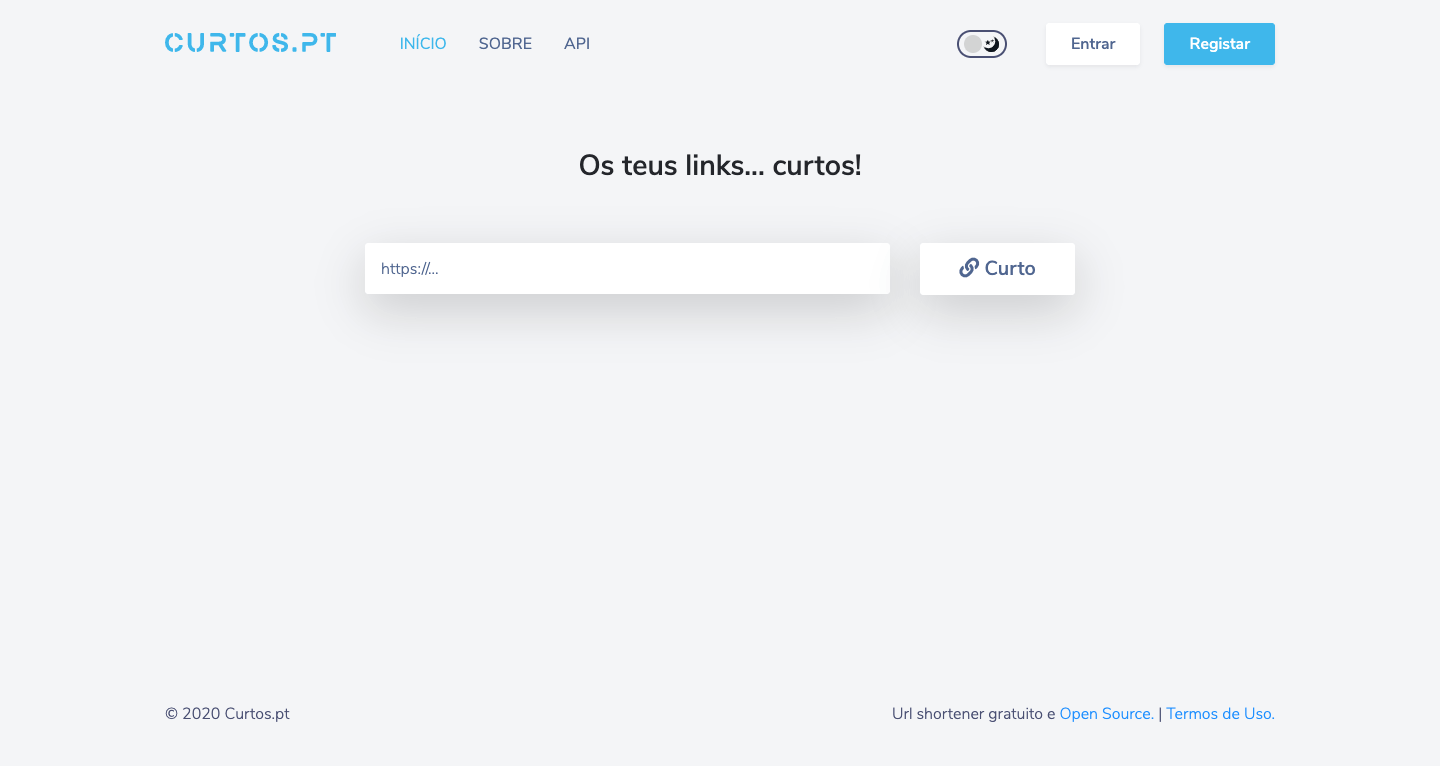 CURTOS.PT
INÍCIO SOBRE API
Entrar
Registar
Os teus links... curtos!
https://...
Curto
© 2020 Curtos.pt
Url shortener gratuito e Open Source. | Termos de Uso.